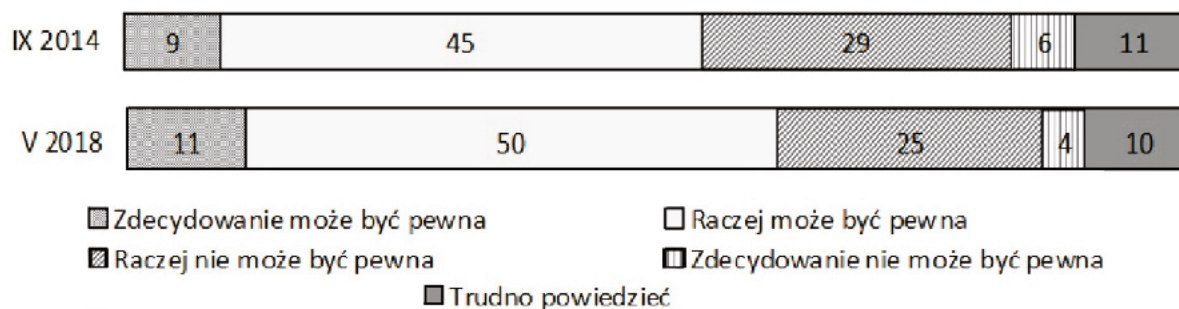 IX 2014 9 45 29 6 11
V 2018 11 50 25 4 10
Zdecydowanie może być pewna Raczej może być pewna
Raczej nie może być pewna Zdecydowanie nie może być pewna
Trudno powiedzieć